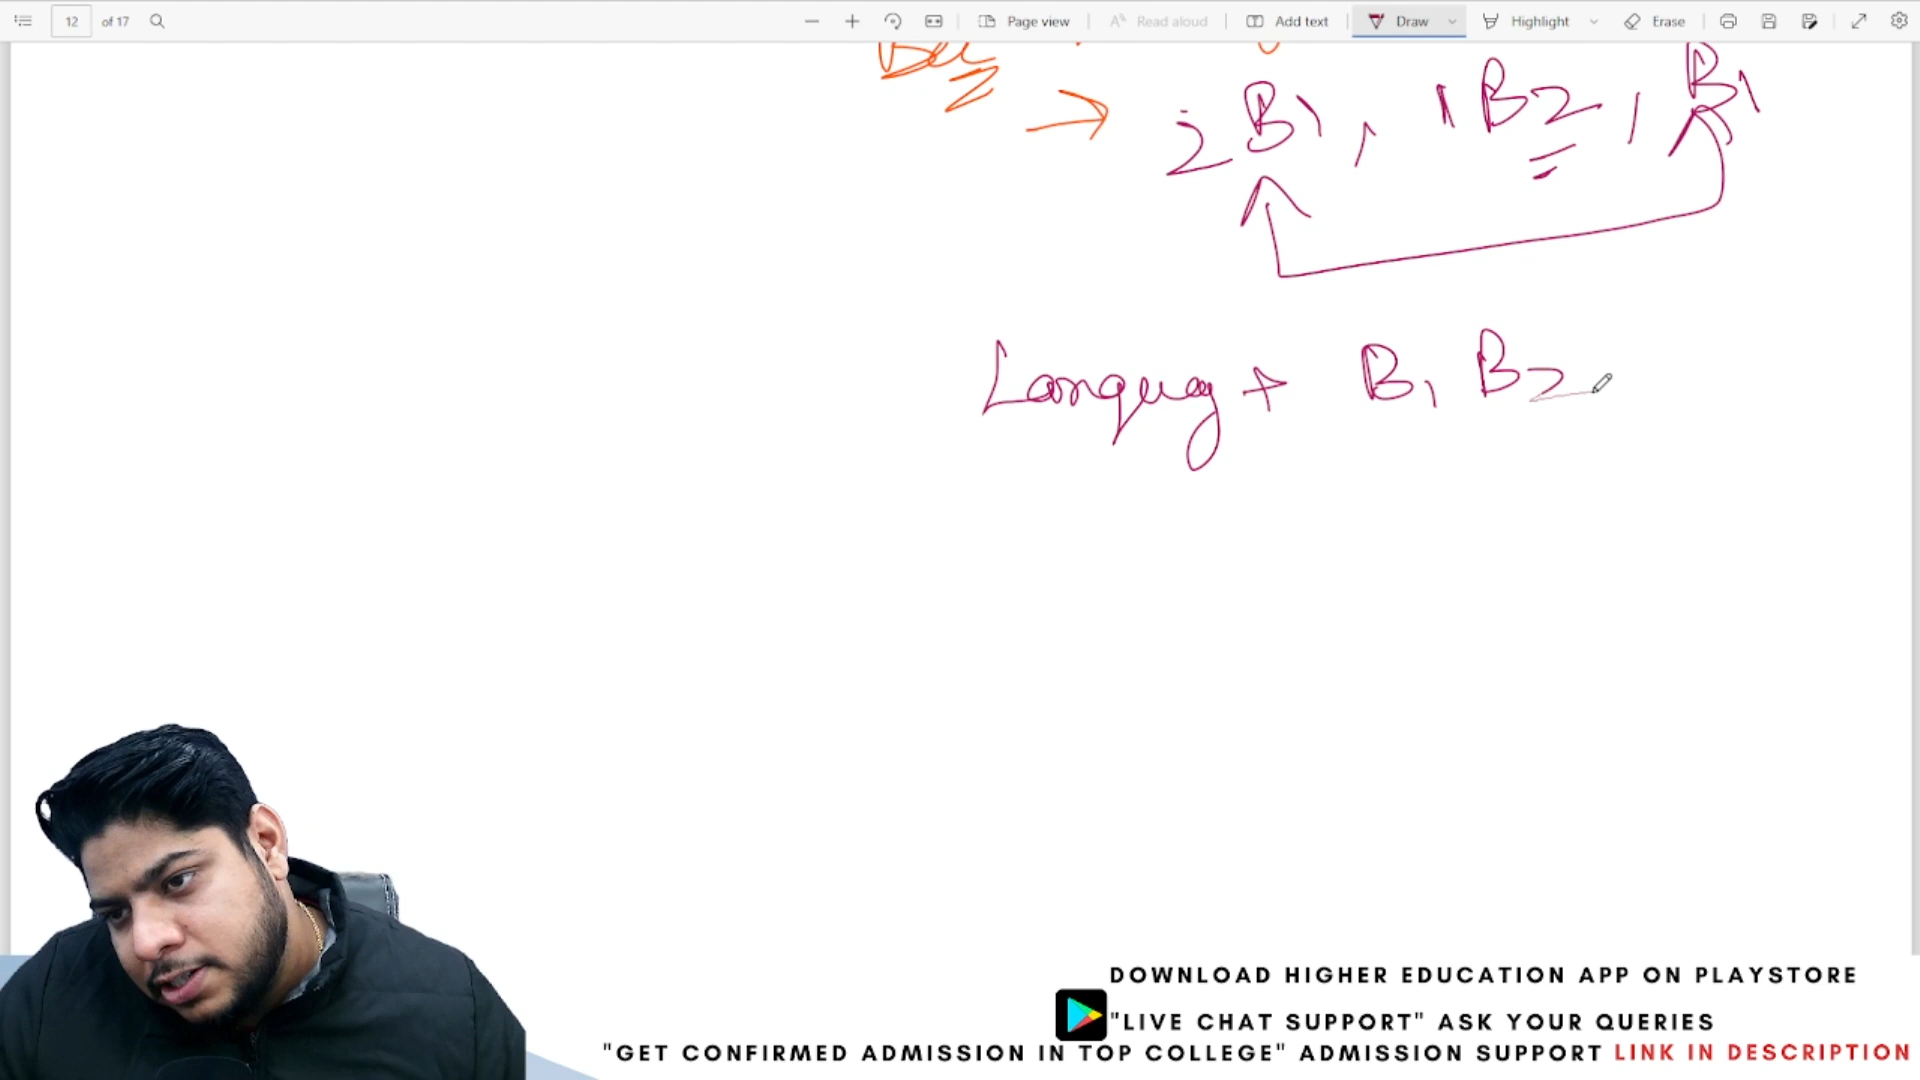 12 of 17 Page view Read aloud Add text Draw Highlight Erase
2 B1, 1 B2, B1
+ B1 B2
DOWNLOAD HIGHER EDUCATION APP ON PLAYSTORE
"LIVE CHAT SUPPORT" ASK YOUR QUERIES
"GET CONFIRMED ADMISSION IN TOP COLLEGE" ADMISSION SUPPORT LINK IN DESCRIPTION